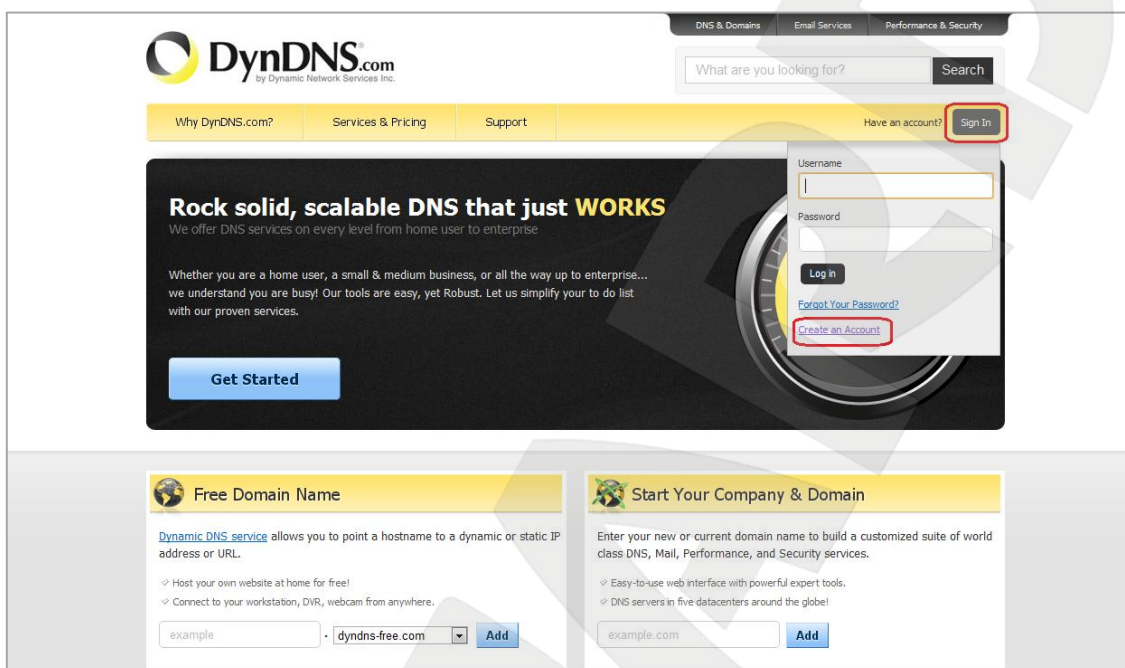 DNS & Domains Email Services Performance & Security
DynDNS.com
by Dynamic Network Services Inc.
What are you looking for? Search
Why DynDNS.com? Services & Pricing Support Have an account? Sign In
Username
Password
Log in
Forgot Your Password?
Create an Account
Rock solid, scalable DNS that just WORKS
We offer DNS services on every level from home user to enterprise
Whether you are a home user, a small & medium business, or all the way up to enterprise...
we understand you are busy! Our tools are easy, yet Robust. Let us simplify your to do list
with our proven services.
Get Started
Free Domain Name
Dynamic DNS service allows you to point a hostname to a dynamic or static IP
address or URL.
Host your own website at home for free!
Connect to your workstation, DVR, webcam from anywhere.
example . dyndns-free.com Add
Start Your Company & Domain
Enter your new or current domain name to build a customized suite of world
class DNS, Mail, Performance, and Security services.
Easy-to-use web interface with powerful expert tools.
DNS servers in five datacenters around the globe!
example.com Add